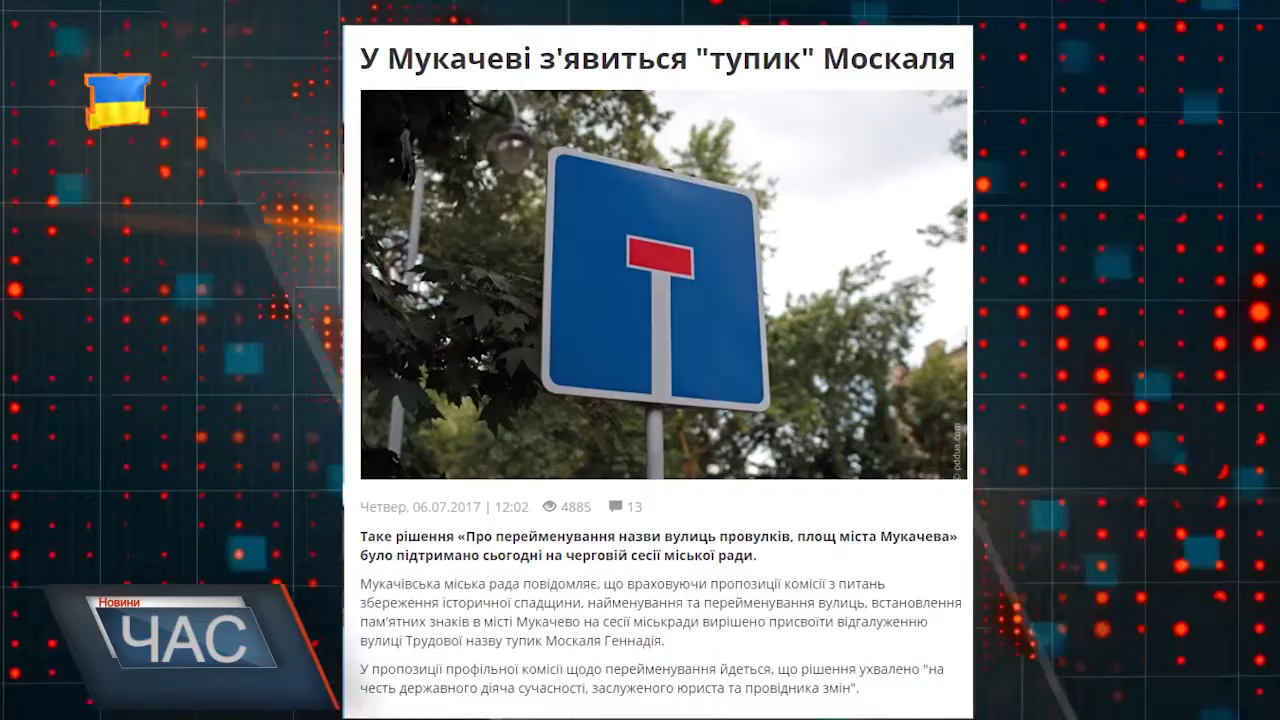 У Мукачеві з'явиться "тупик" Москаля
© pddua.com
Четвер, 06.07.2017 | 12:02 4885 13
Таке рішення «Про перейменування назви вулиць провулків, площ міста Мукачева»
було підтримано сьогодні на черговій сесії міської ради.
Мукачівська міська рада повідомляє, що враховуючи пропозиції комісії з питань
збереження історичної спадщини, найменування та перейменування вулиць, встановлення
пам'ятних знаків в місті Мукачево на сесії міськради вирішено присвоїти відгалуженню
вулиці Трудової назву тупик Москаля Геннадія.
У пропозиції профільної комісії щодо перейменування йдеться, що рішення ухвалено "на
честь державного діяча сучасності, заслуженого юриста та провідника змін".
Новини
ЧАС